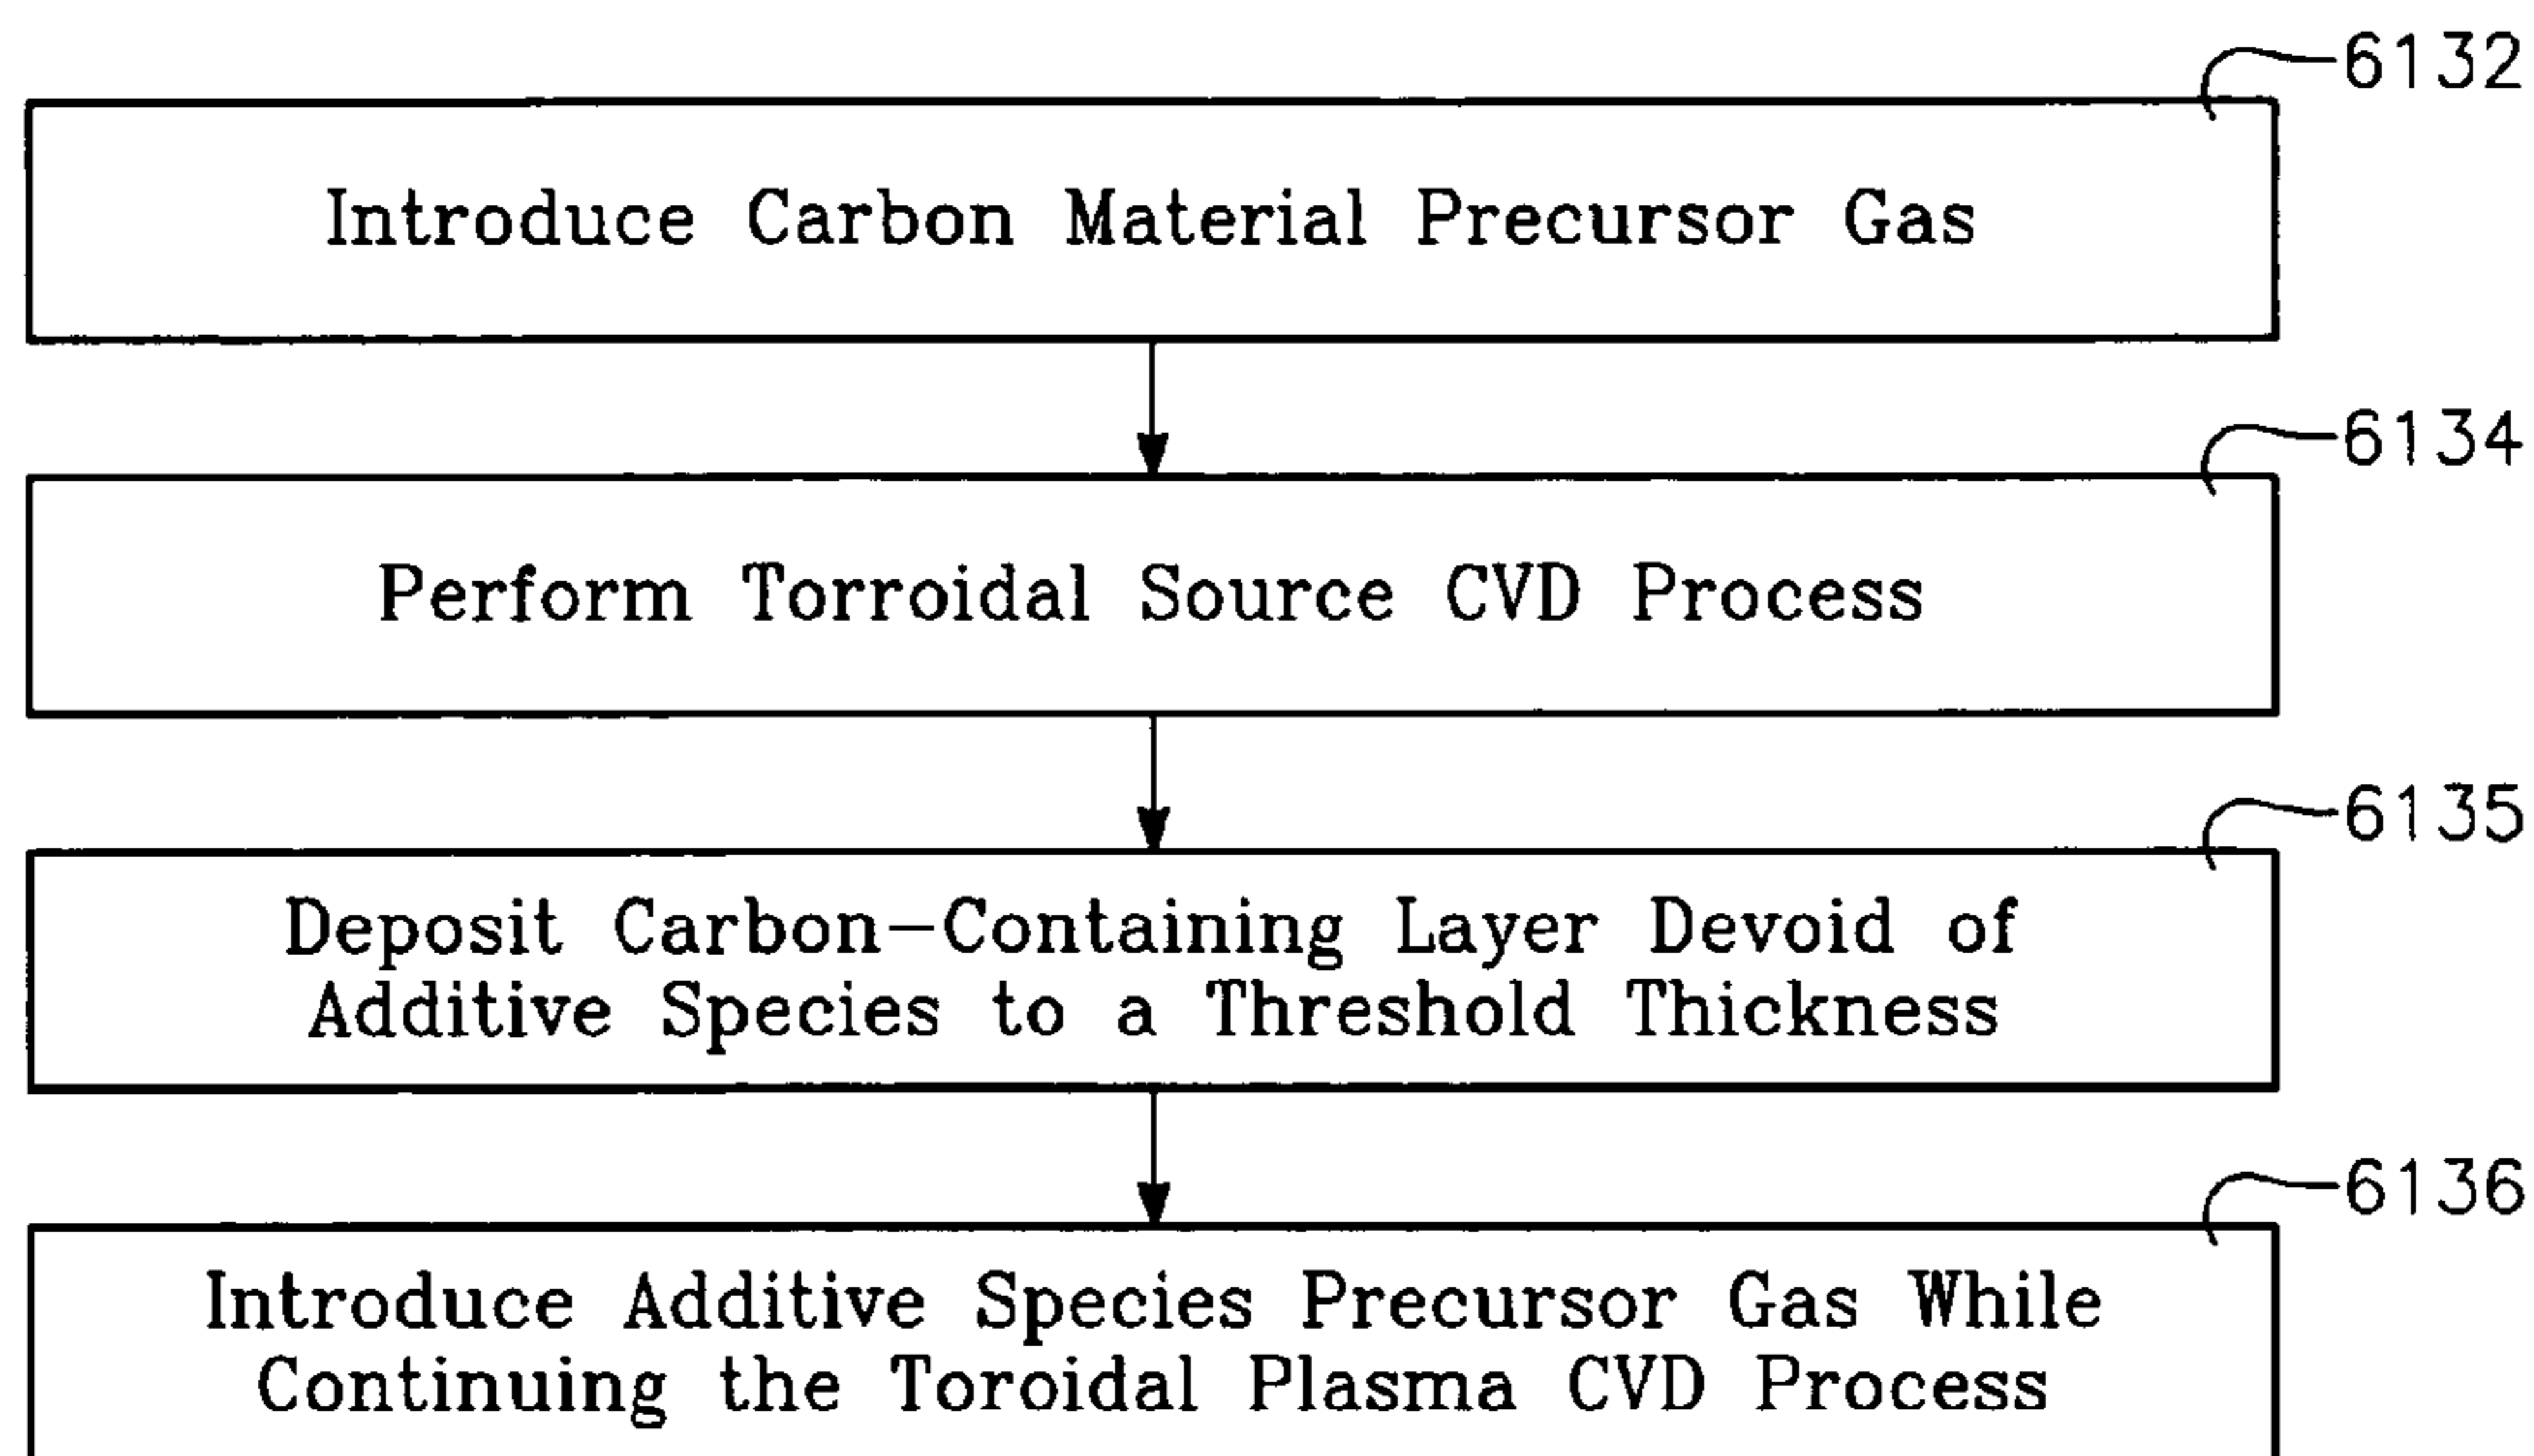 6132
Introduce Carbon Material Precursor Gas
6134
Perform Torroidal Source CVD Process
6135
Deposit Carbon-Containing Layer Devoid of
Additive Species to a Threshold Thickness
6136
Introduce Additive Species Precursor Gas While
Continuing the Toroidal Plasma CVD Process